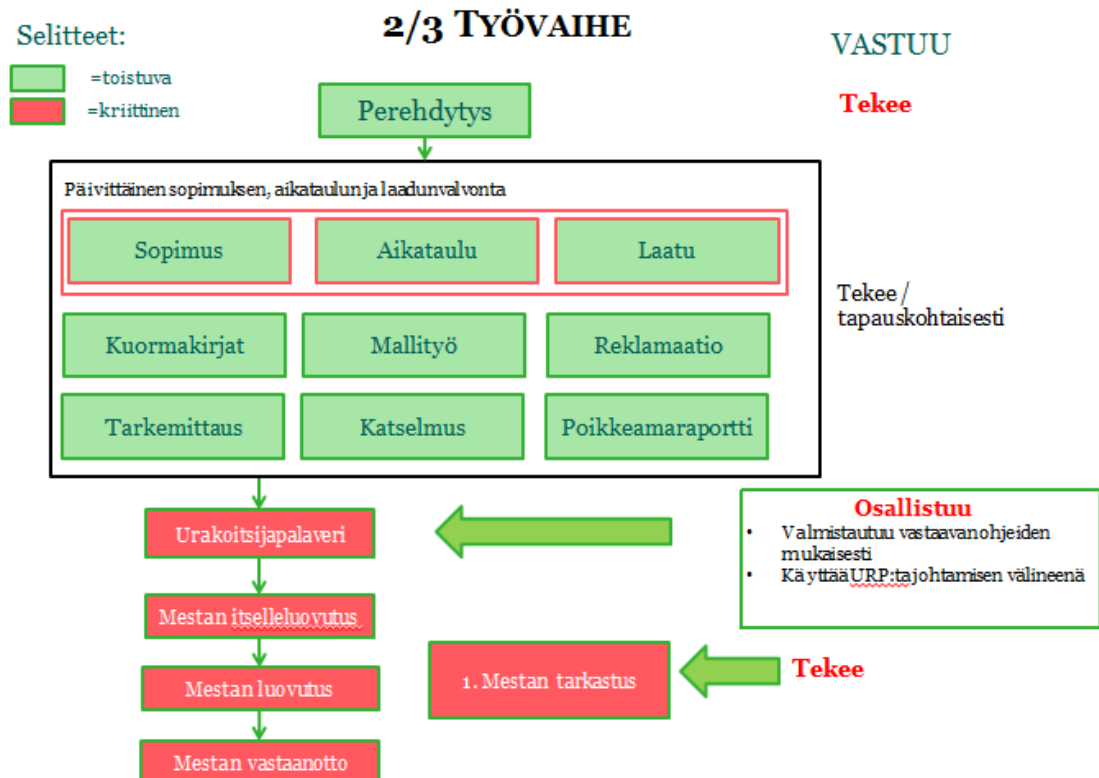 2/3 TYÖVAIHE
Selitteet:
VASTUU
=toistuva
=kriittinen
Perehdytys
Tekee
Päivittäinen sopimuksen, aikataulun ja laadunvalvonta
Sopimus
Aikataulu
Laatu
Tekee /
tapauskohtaisesti
Kuormakirjat
Mallityö
Reklamaatio
Tarkemittaus
Katselmus
Poikkeamaraportti
Urakoitsijapalaveri
Osallistuu
• Valmistautuu vastaavan ohjeiden
mukaisesti
• Käyttää URP:ta johtamisen välineenä
Mestan itselleluovutus
Mestan luovutus
1. Mestan tarkastus
Tekee
Mestan vastaanotto